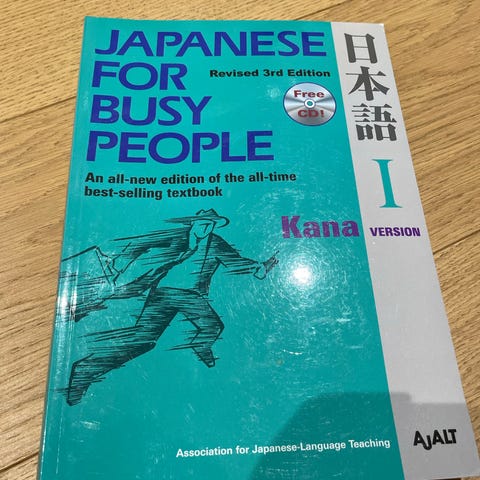 JAPANESE
FOR
BUSY
PEOPLE
Revised 3rd Edition
Free
CD!
An all-new edition of the all-time
best-selling textbook
日本語
I
Kana VERSION
Association for Japanese-Language Teaching
AJALT